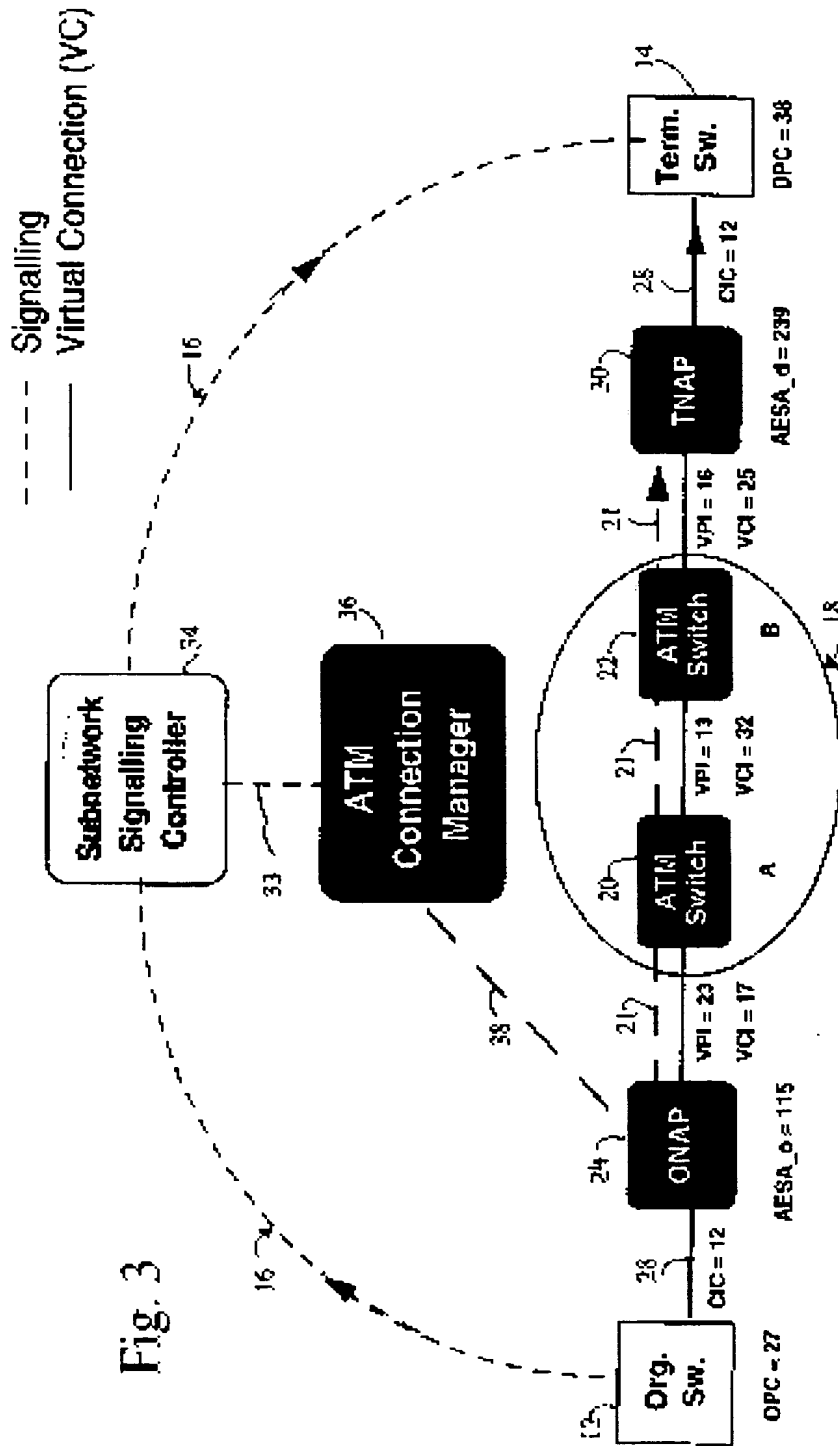 Fig. 3
Signalling
Virtual Connection (VC)
16
16
Subnetwork
Signalling
Controller
34
33
ATM
Connection
Manager
36
38
Org.
Sw.
12
OPC = 27
28
CIC = 12
ONAP
24
AESA_o = 115
21
VPI = 23
VCI = 17
ATM
Switch
20
A
21
VPI = 19
VCI = 32
ATM
Switch
22
B
18
21
VPI = 16
VCI = 25
TNAP
30
AESA_d = 239
28
CIC = 12
Term.
Sw.
14
DPC = 38